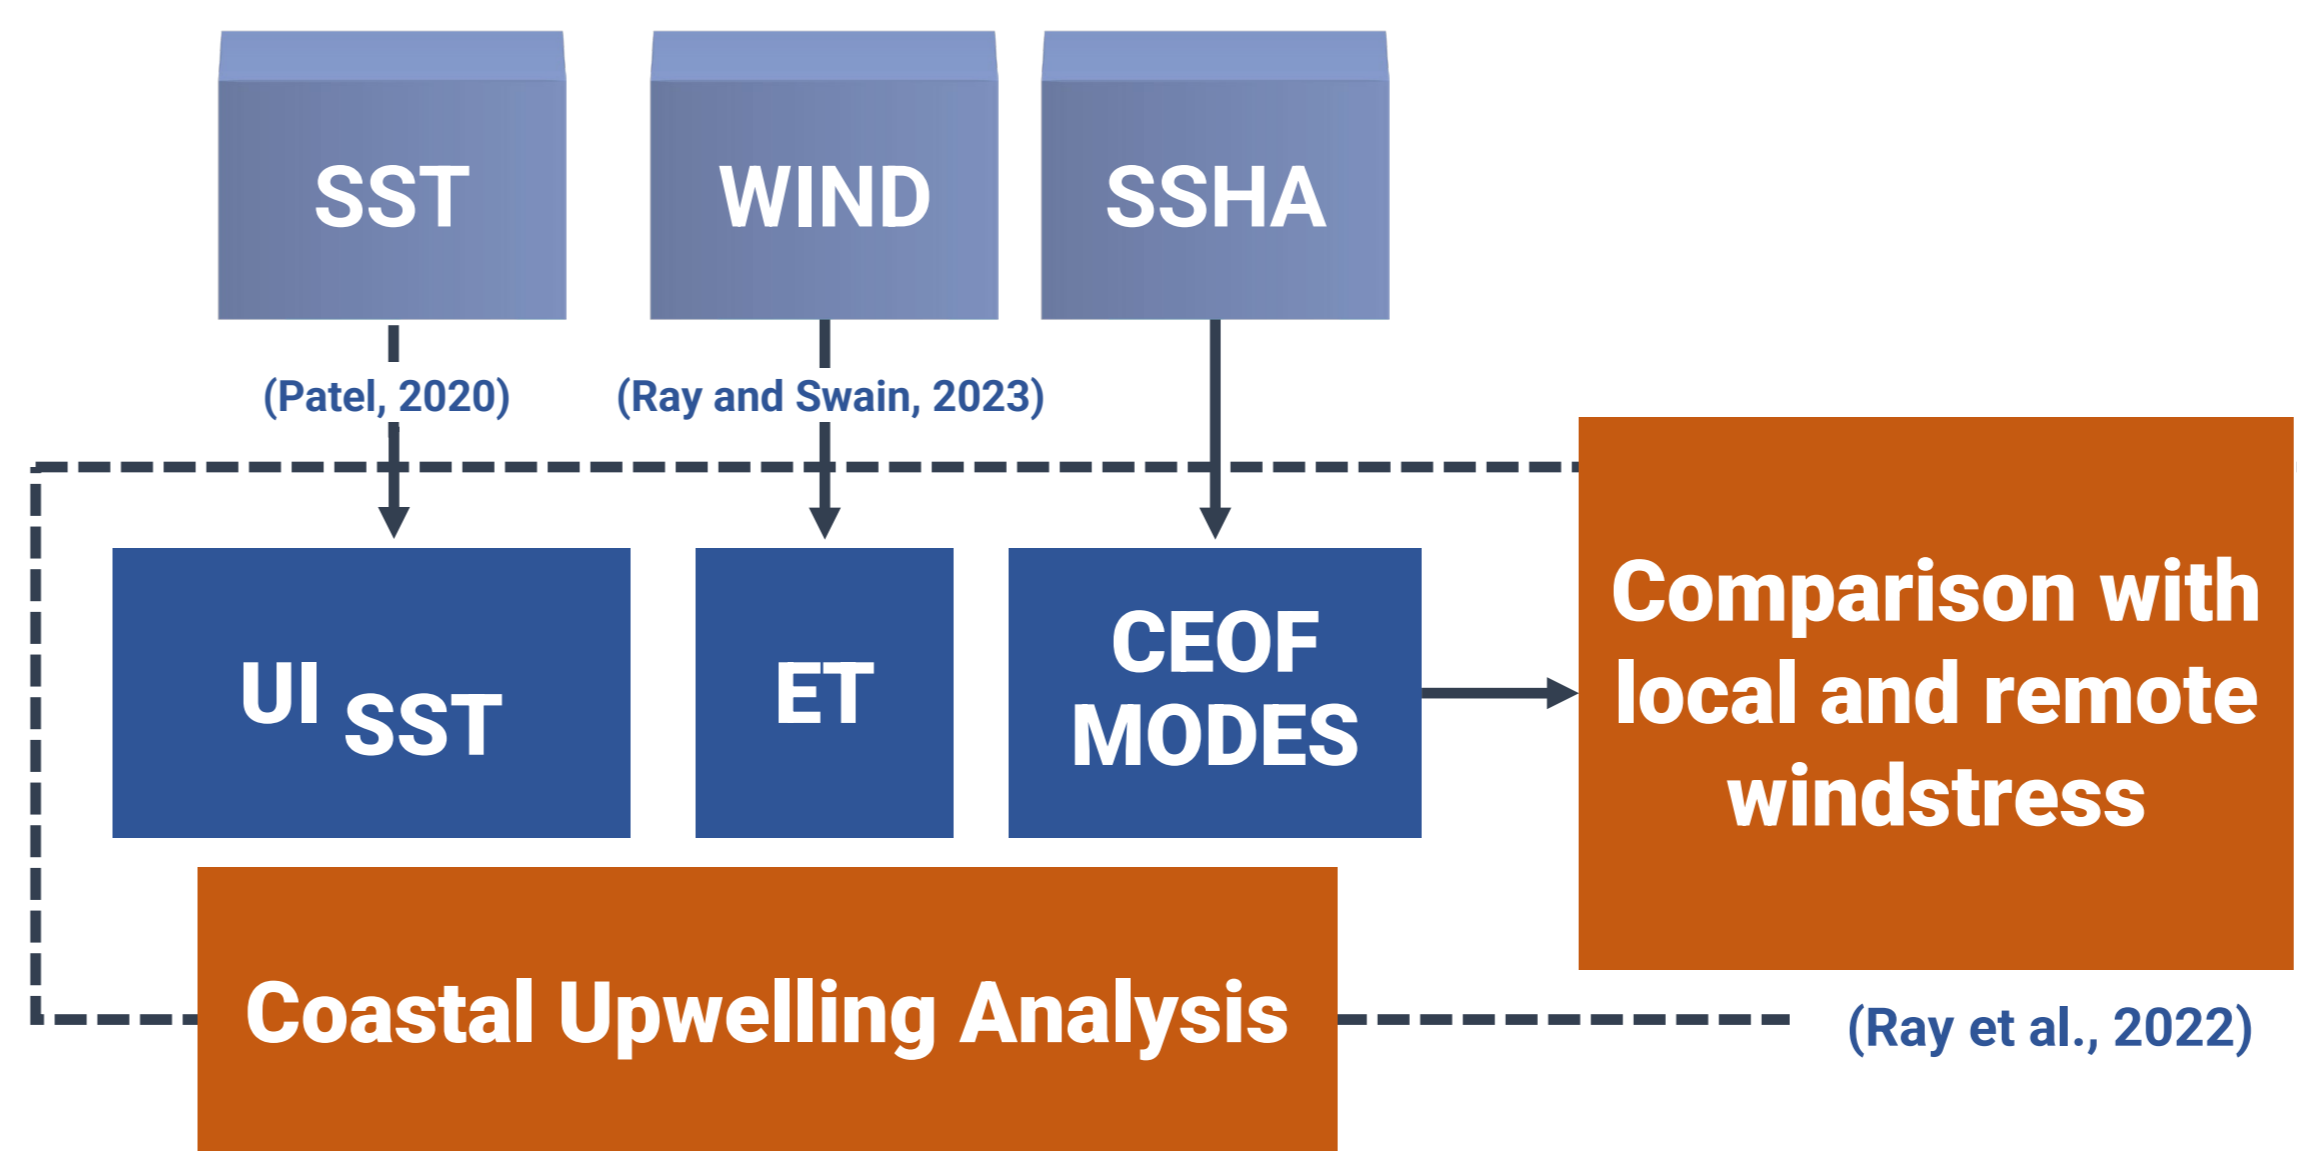 SST
WIND
SSHA
(Patel, 2020)
(Ray and Swain, 2023)
UI SST
ET
CEOF
MODES
Comparison with
local and remote
windstress
Coastal Upwelling Analysis
(Ray et al., 2022)